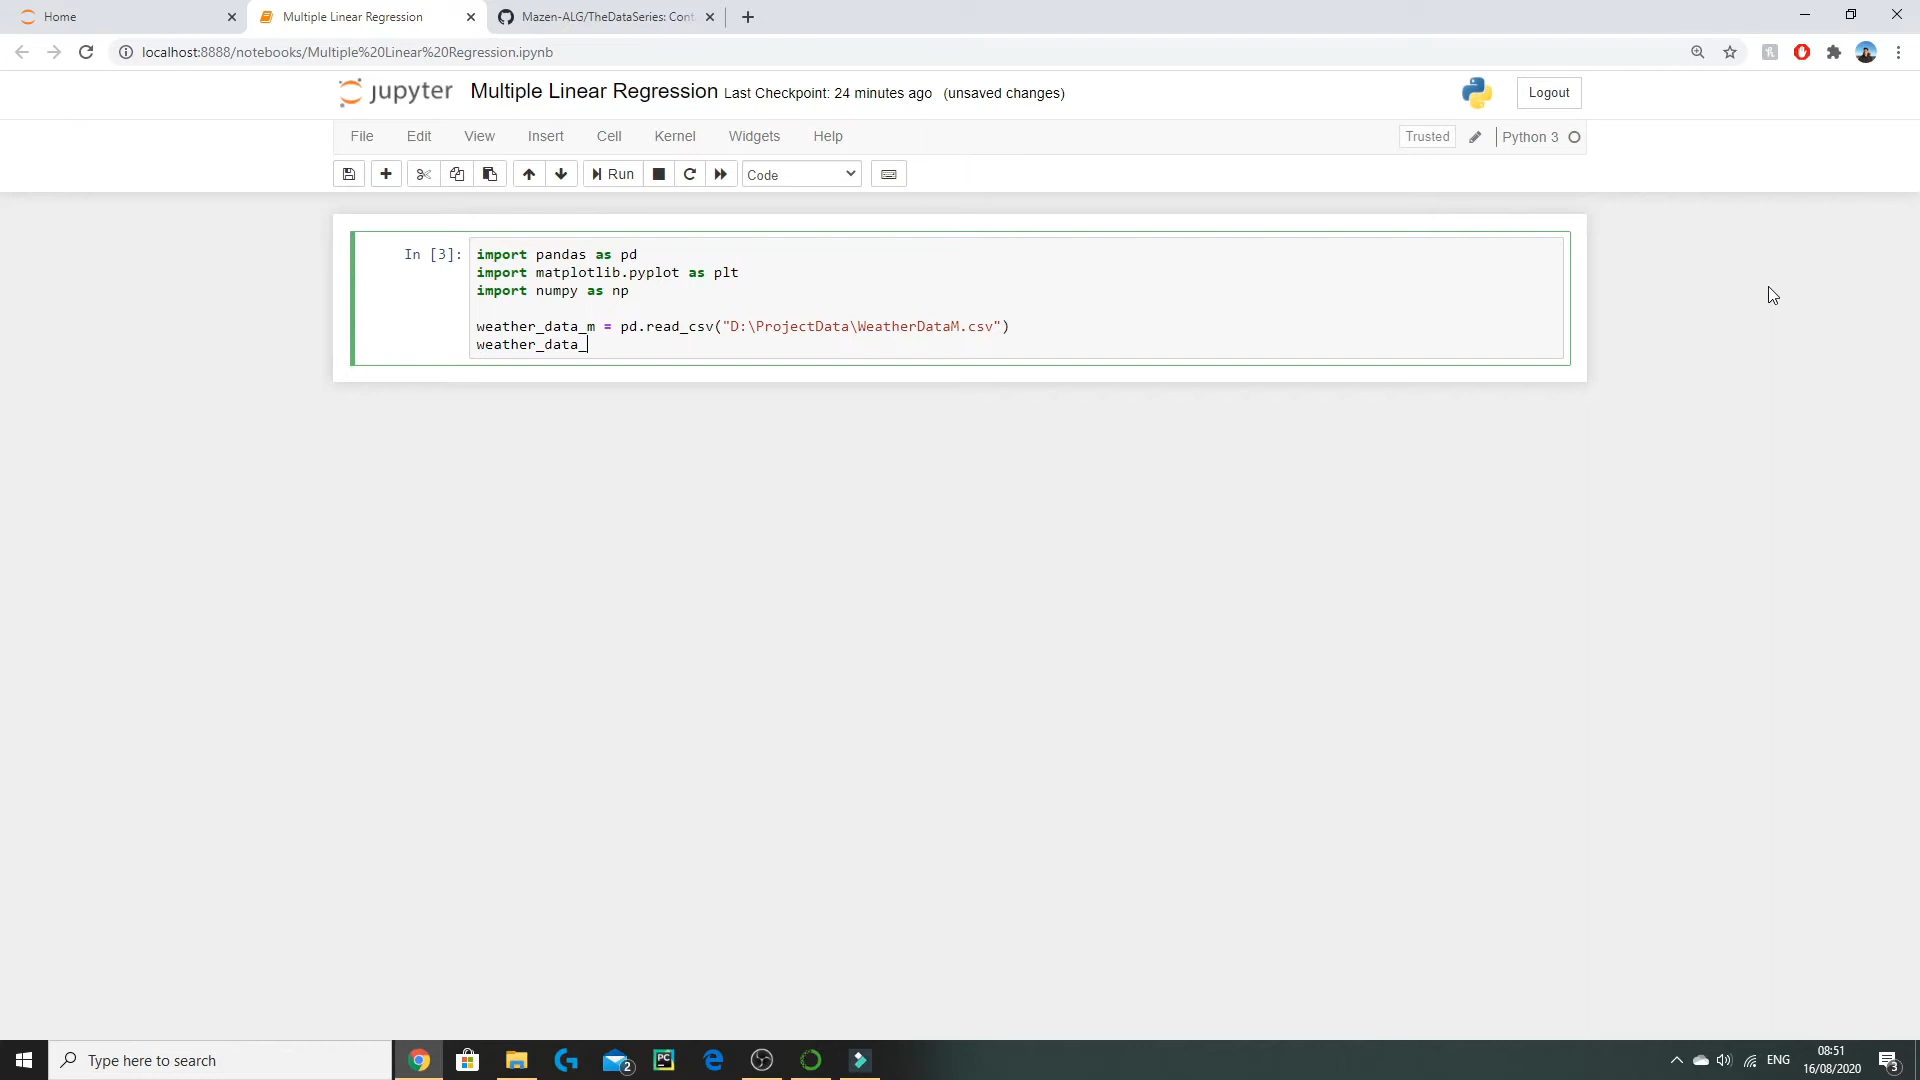 Home
Multiple Linear Regression
Mazen-ALG/TheDataSeries: Cont
localhost:8888/notebooks/Multiple%20Linear%20Regression.ipynb
jupyter Multiple Linear Regression Last Checkpoint: 24 minutes ago (unsaved changes)
Logout
File Edit View Insert Cell Kernel Widgets Help
Trusted
Python 3
Run
Code
In [3]: import pandas as pd
import matplotlib.pyplot as plt
import numpy as np
weather_data_m = pd.read_csv("D:\ProjectData\WeatherDataM.csv")
weather_data_
Type here to search
PC
2
ENG
08:51
16/08/2020
3